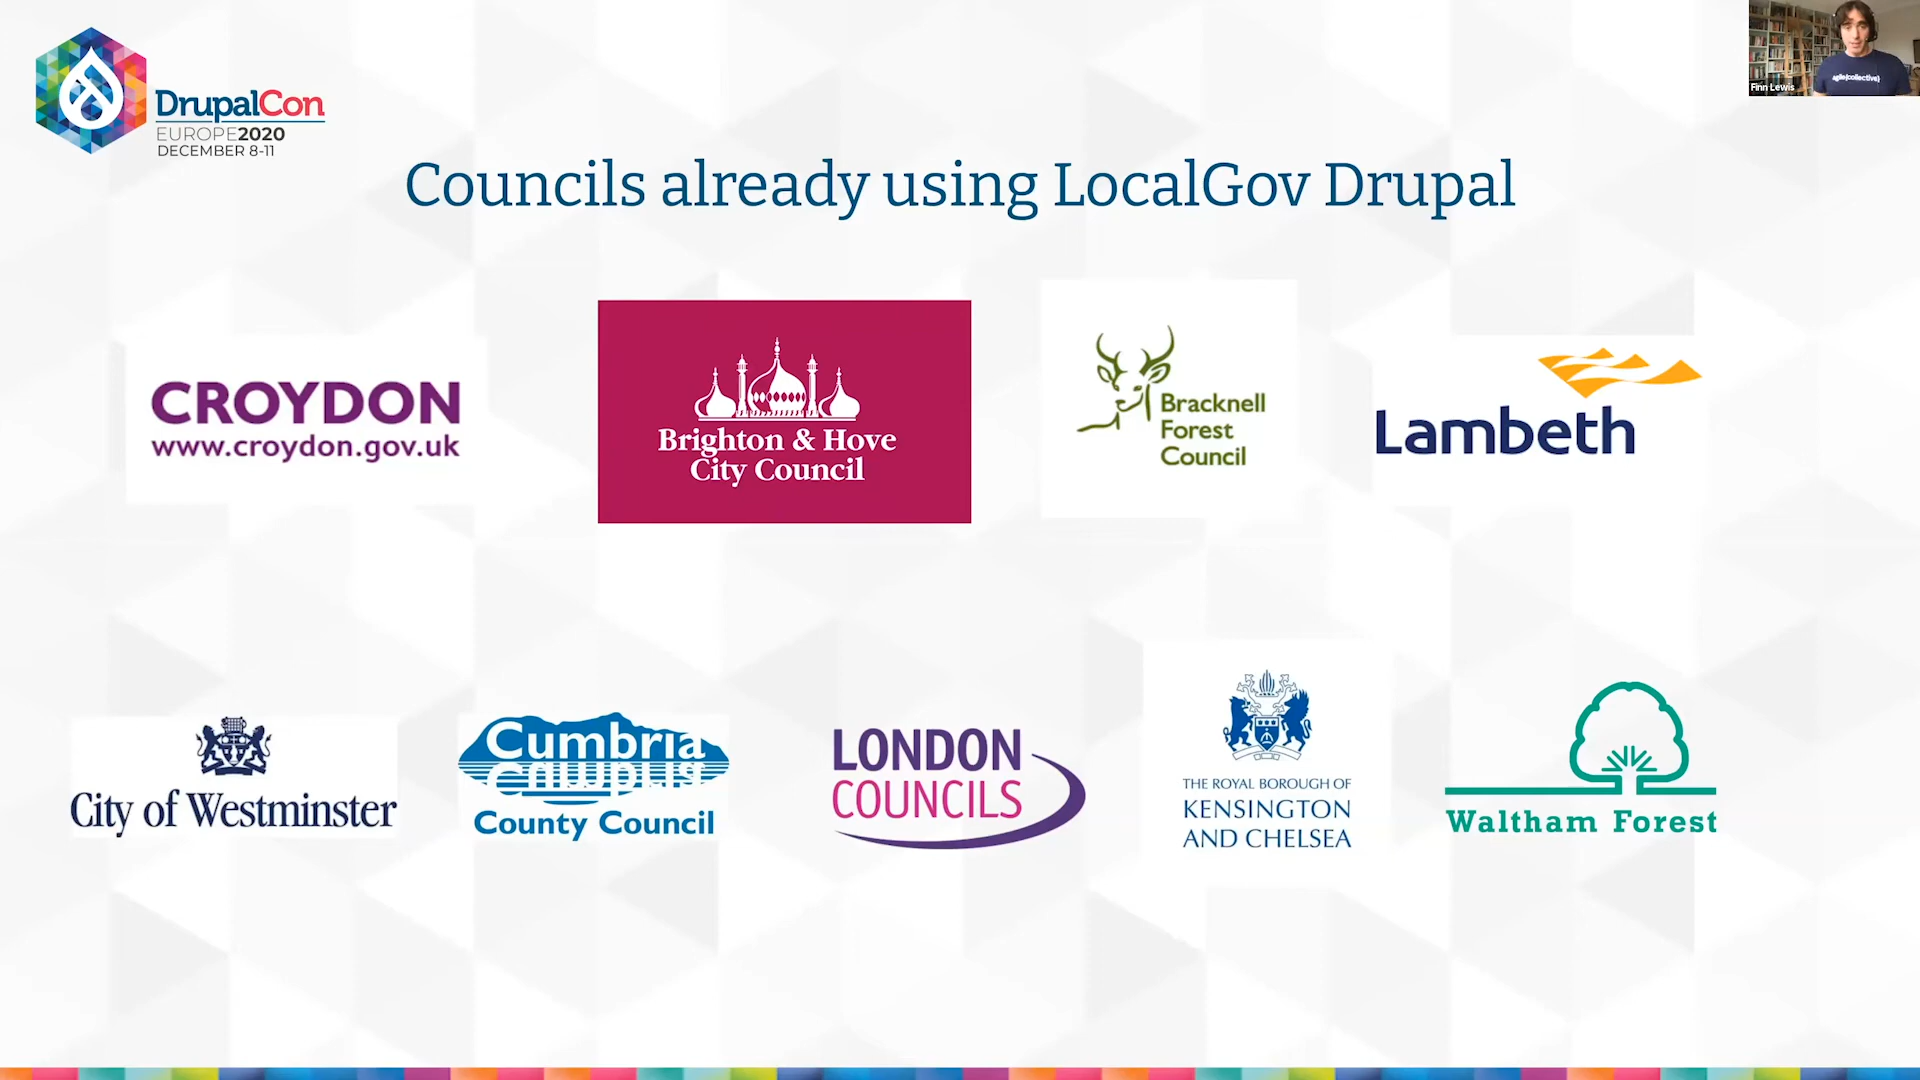 DrupalCon
EUROPE2020
DECEMBER 8-11
agile{collective}
Finn Lewis
Councils already using LocalGov Drupal
CROYDON
www.croydon.gov.uk
Brighton & Hove
City Council
Bracknell
Forest
Council
Lambeth
City of Westminster
Cumbria
County Council
LONDON
COUNCILS
THE ROYAL BOROUGH OF
KENSINGTON
AND CHELSEA
Waltham Forest